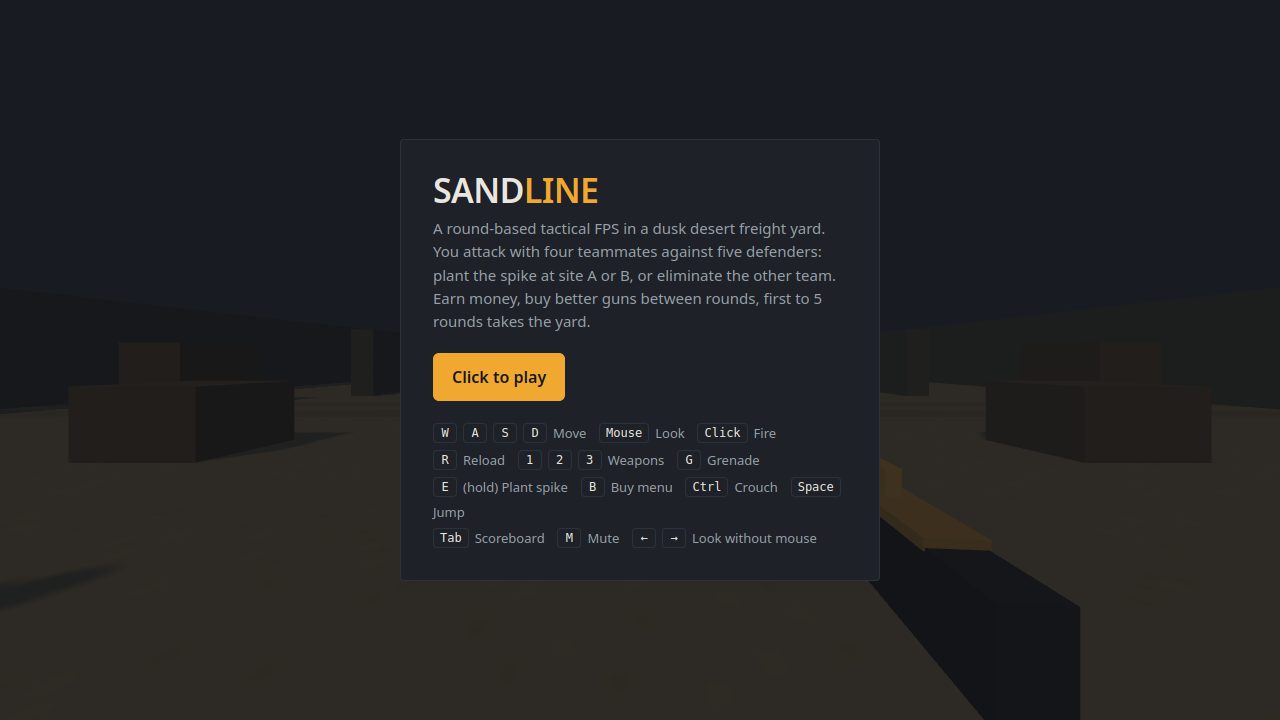 SANDLINE
A round-based tactical FPS in a dusk desert freight yard.
You attack with four teammates against five defenders:
plant the spike at site A or B, or eliminate the other team.
Earn money, buy better guns between rounds, first to 5
rounds takes the yard.
Click to play
W A S D Move Mouse Look Click Fire
R Reload 1 2 3 Weapons G Grenade
E (hold) Plant spike B Buy menu Ctrl Crouch Space
Jump
Tab Scoreboard M Mute ← → Look without mouse